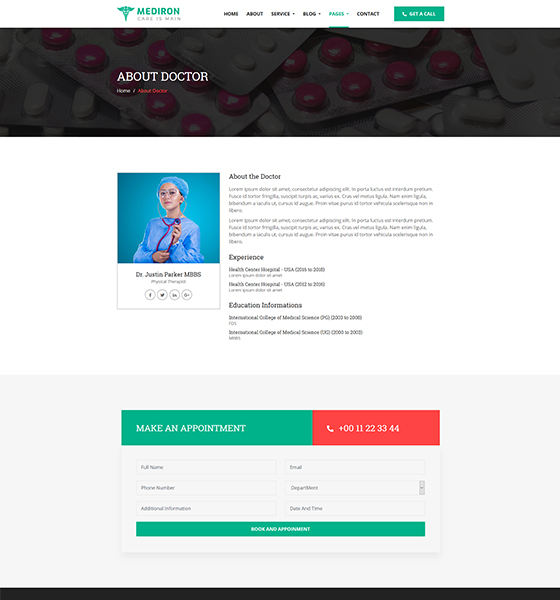 MEDIRON
CARE IS MAIN
HOME ABOUT SERVICE BLOG PAGES CONTACT GET A CALL
ABOUT DOCTOR
Home / About Doctor
Dr. Justin Parker MBBS
Physical Therapist
About the Doctor
Lorem ipsum dolor sit amet, consectetur adipiscing elit. In porta luctus est interdum pretium.
Fusce id tortor fringilla, suscipit turpis ac, varius ex. Cras vel metus ligula. Nam enim ligula,
bibendum iaculis ut, cursus id augue. Proin vitae purus id tortor vehicula scelerisque non in
libero.
Lorem ipsum dolor sit amet, consectetur adipiscing elit. In porta luctus est interdum pretium.
Fusce id tortor fringilla, suscipit turpis ac, varius ex. Cras vel metus ligula. Nam enim ligula,
bibendum iaculis ut, cursus id augue. Proin vitae purus id tortor vehicula scelerisque non in
libero.
Experience
Health Center Hospital - USA (2016 to 2018)
Lorem ipsum dolor sit amet
Health Center Hospital - USA (2012 to 2016)
Lorem ipsum dolor sit amet
Education Informations
International College of Medical Science (PG) (2003 to 2006)
FDS
International College of Medical Science (UG) (2000 to 2003)
MBBS
MAKE AN APPOINTMENT
+00 11 22 33 44
Full Name Email
Phone Number DepartMent
Additional Information Date And Time
BOOK AND APPOINMENT